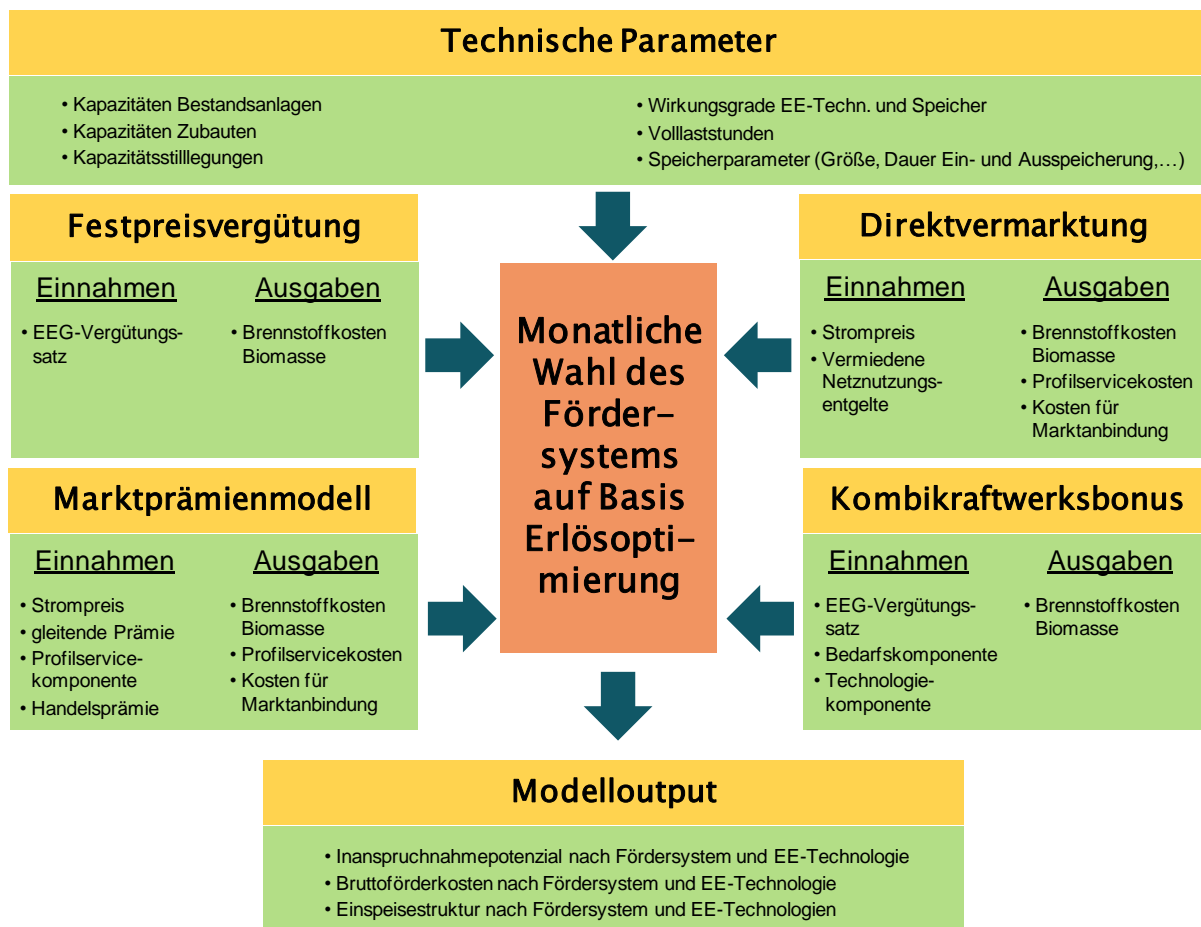 Technische Parameter
• Kapazitäten Bestandsanlagen
• Kapazitäten Zubauten
• Kapazitätsstilllegungen
• Wirkungsgrade EE-Techn. und Speicher
• Volllaststunden
• Speicherparameter (Größe, Dauer Ein- und Ausspeicherung,…)
Festpreisvergütung
Einnahmen
• EEG-Vergütungs-
satz
Ausgaben
• Brennstoffkosten
Biomasse
Marktprämienmodell
Einnahmen
• Strompreis
• gleitende Prämie
• Profilservice-
komponente
• Handelsprämie
Ausgaben
• Brennstoffkosten
Biomasse
• Profilservicekosten
• Kosten für
Marktanbindung
Monatliche
Wahl des
Förder-
systems
auf Basis
Erlösopti-
mierung
Direktvermarktung
Einnahmen
• Strompreis
• Vermiedene
Netznutzungs-
entgelte
Ausgaben
• Brennstoffkosten
Biomasse
• Profilservicekosten
• Kosten für
Marktanbindung
Kombikraftwerksbonus
Einnahmen
• EEG-Vergütungs-
satz
• Bedarfskomponente
• Technologie-
komponente
Ausgaben
• Brennstoffkosten
Biomasse
Modelloutput
• Inanspruchnahmepotenzial nach Fördersystem und EE-Technologie
• Bruttoförderkosten nach Fördersystem und EE-Technologie
• Einspeisestruktur nach Fördersystem und EE-Technologien